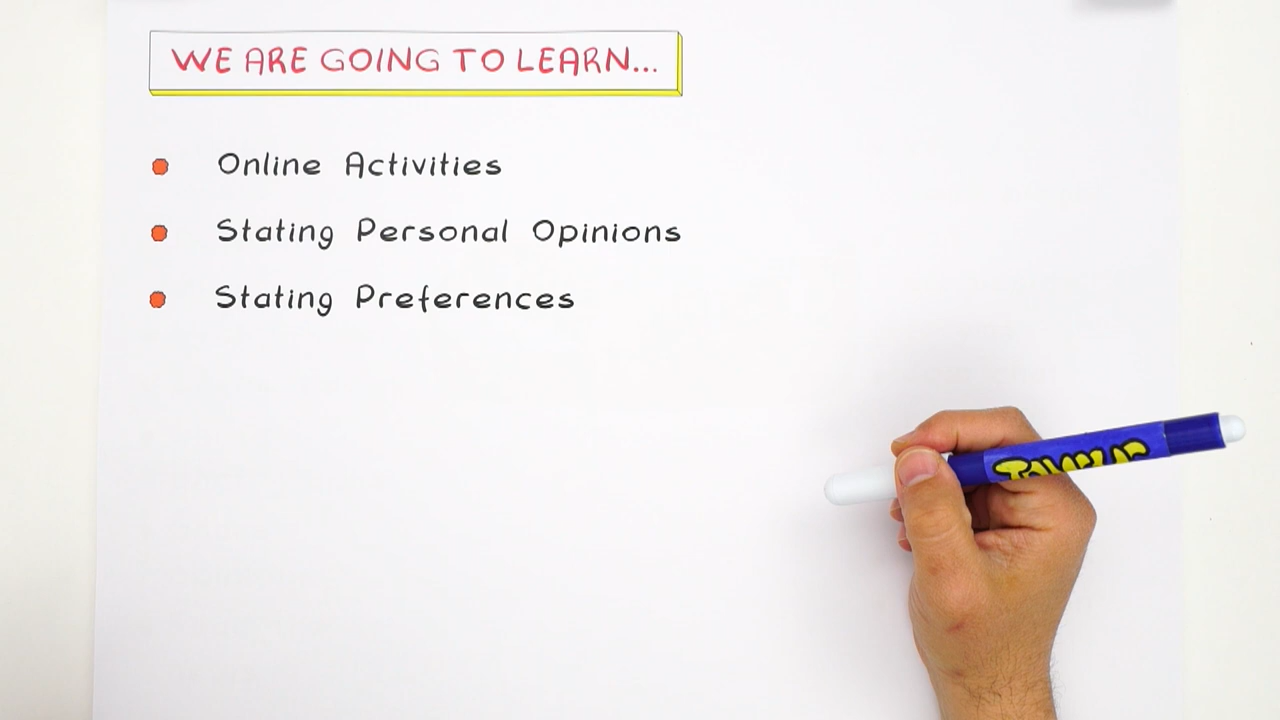 WE ARE GOING TO LEARN...
Online Activities
Stating Personal Opinions
Stating Preferences